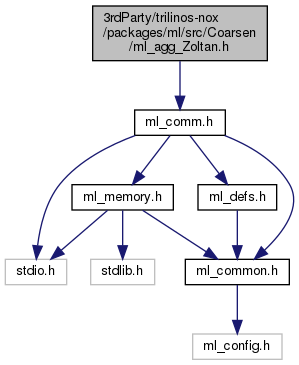 3rdParty/trilinos-nox
/packages/ml/src/Coarsen
/ml_agg_Zoltan.h
ml_comm.h
ml_memory.h
ml_defs.h
stdio.h
stdlib.h
ml_common.h
ml_config.h